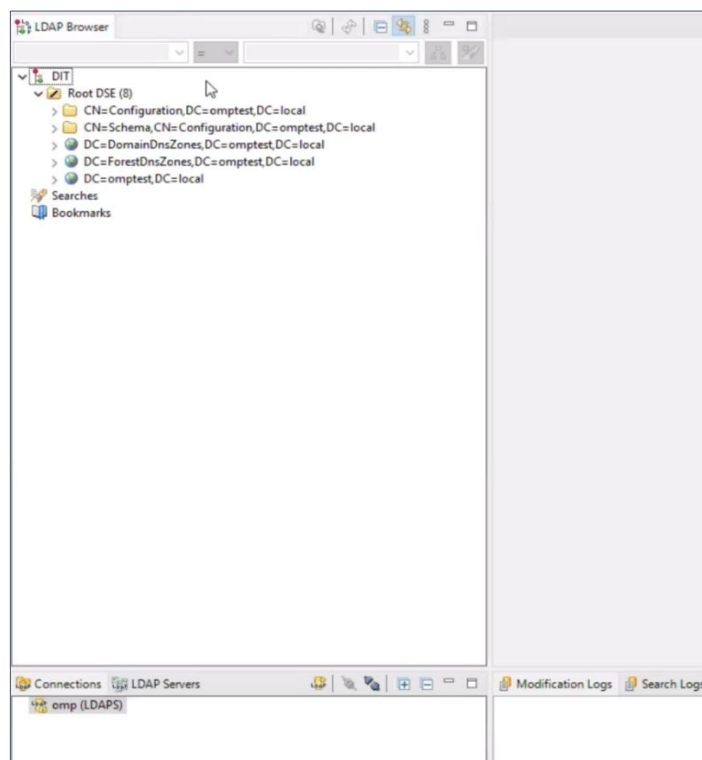 LDAP Browser
=
DIT
Root DSE (8)
CN=Configuration,DC=omptest,DC=local
CN=Schema,CN=Configuration,DC=omptest,DC=local
DC=DomainDnsZones,DC=omptest,DC=local
DC=ForestDnsZones,DC=omptest,DC=local
DC=omptest,DC=local
Searches
Bookmarks
Connections LDAP Servers
Modification Logs Search Logs
omp (LDAPS)